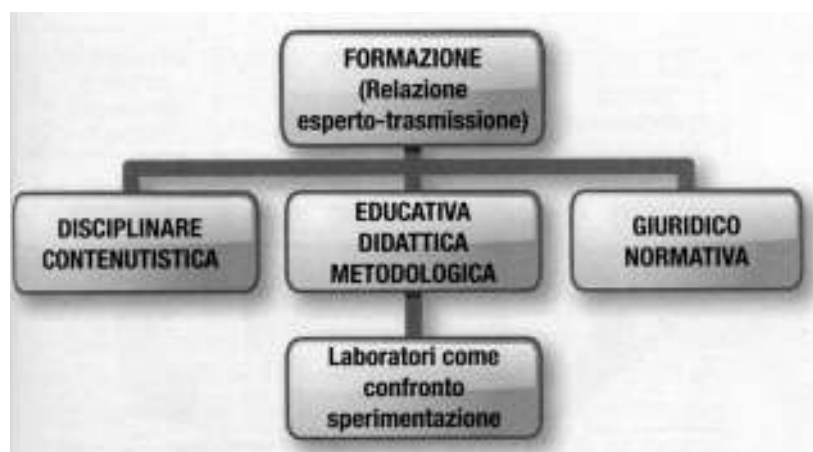 FORMAZIONE
(Relazione
esperto-trasmissione)
DISCIPLINARE
CONTENUTISTICA
EDUCATIVA
DIDATTICA
METODOLOGICA
GIURIDICO
NORMATIVA
Laboratori come
confronto
sperimentazione